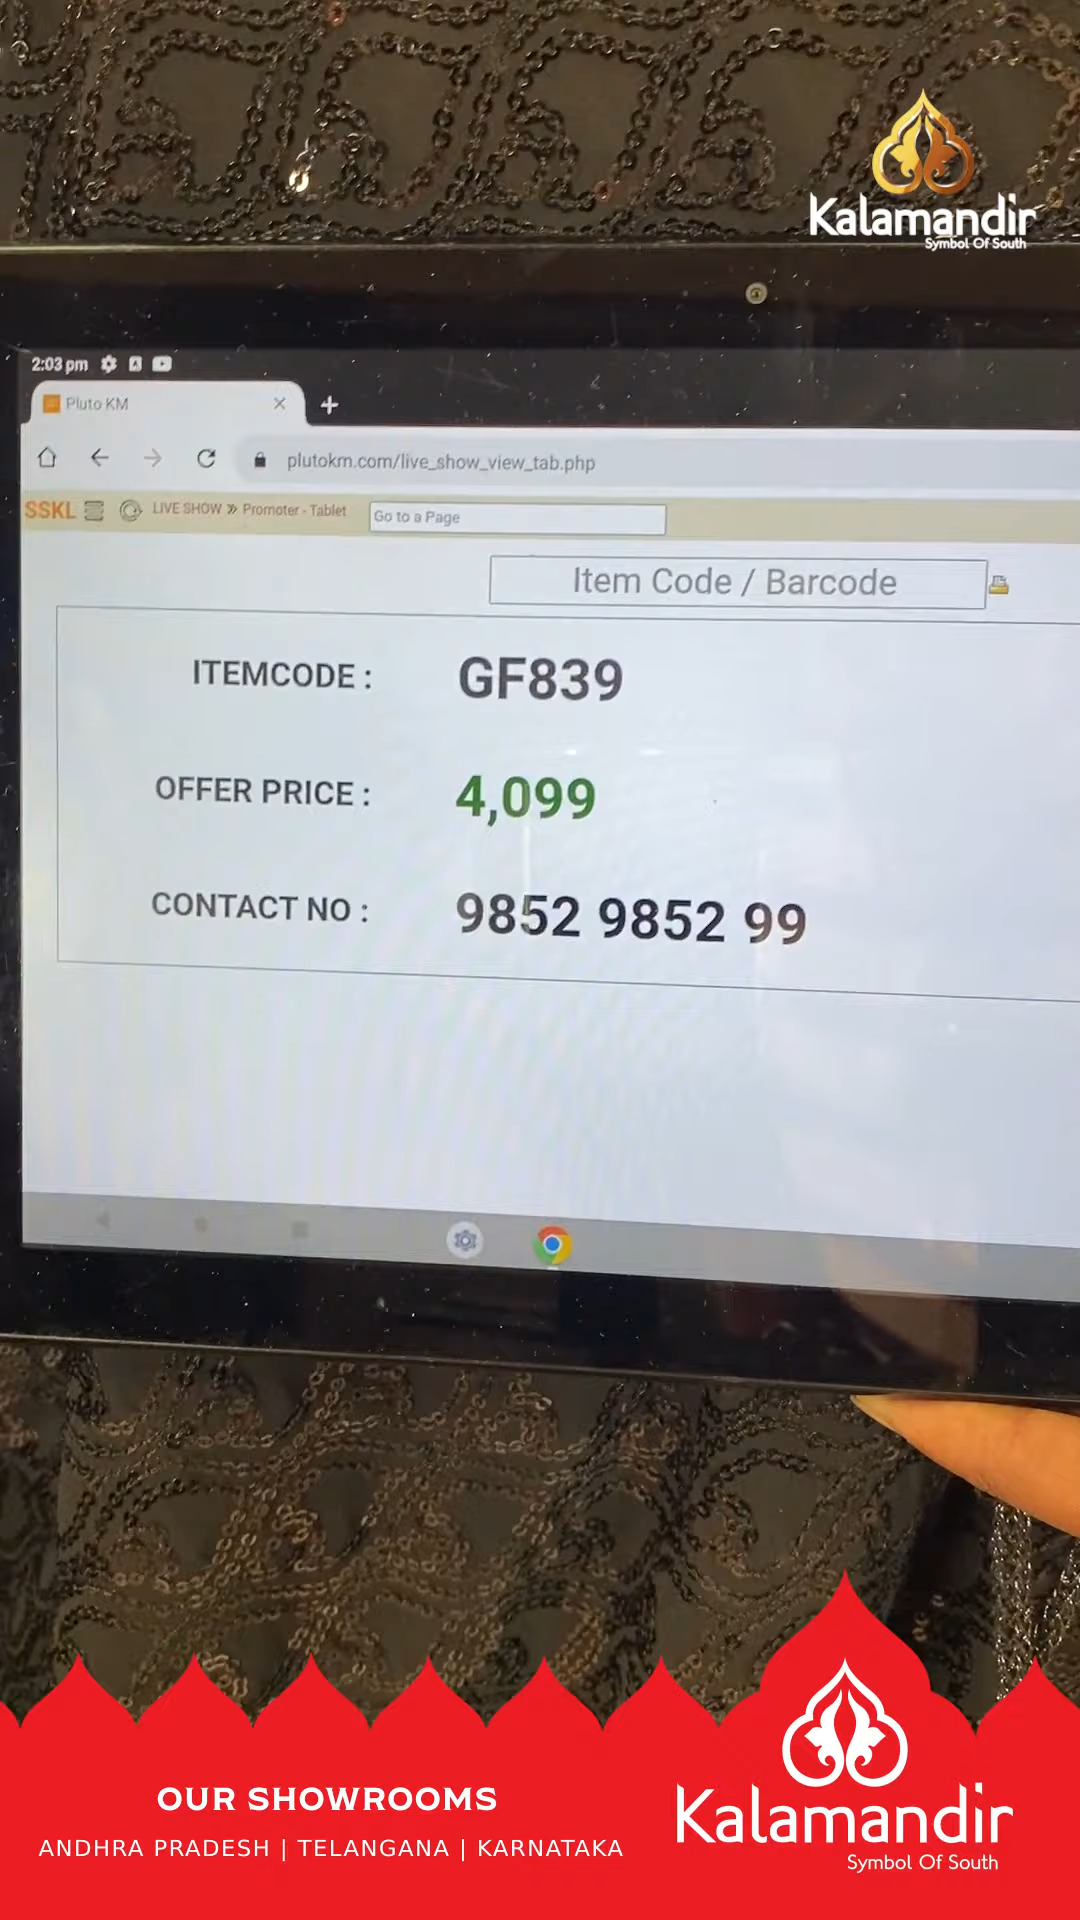 Kalamandir
Symbol Of South
2:03 pm
Pluto KM
plutokm.com/live_show_view_tab.php
SSKL LIVE SHOW » Promoter - Tablet Go to a Page
Item Code / Barcode
ITEMCODE : GF839
OFFER PRICE : 4,099
CONTACT NO : 9852 9852 99
OUR SHOWROOMS
ANDHRA PRADESH | TELANGANA | KARNATAKA
Kalamandir
Symbol Of South